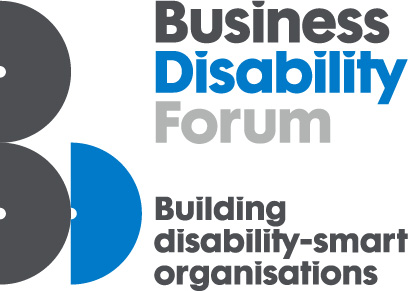 Business
Disability
Forum
Building
disability-smart
organisations